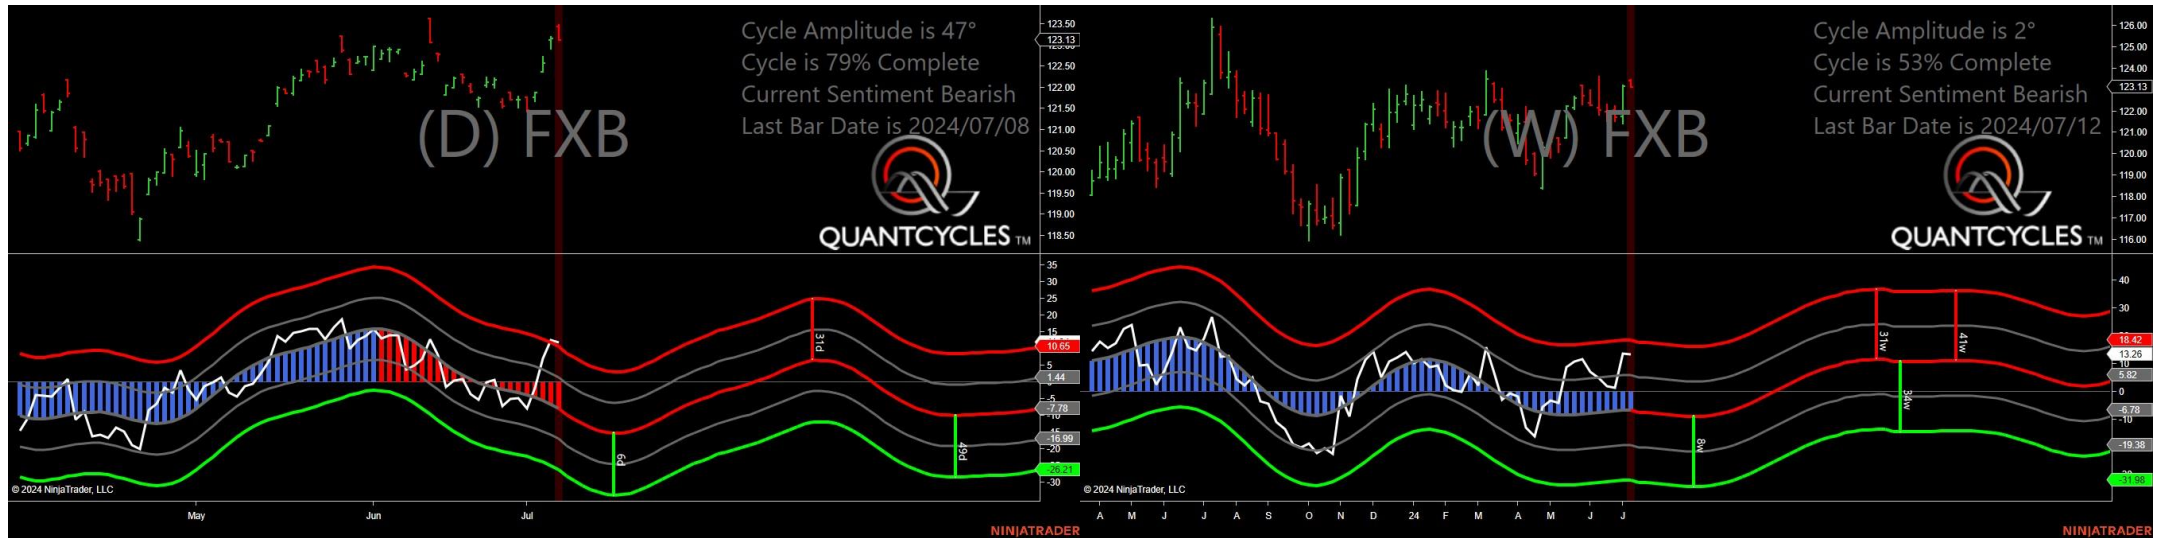 Cycle Amplitude is 47°
Cycle is 79% Complete
Current Sentiment Bearish
Last Bar Date is 2024/07/08
(D) FXB
QUANTCYCLES TM
123.50
123.13
122.50
122.00
121.50
121.00
120.50
120.00
119.50
119.00
118.50
35
30
25
20
15
10.65
5
1.44
-5
-7.78
-10
-16.99
-20
-26.21
-30
31d
6d
49d
© 2024 NinjaTrader, LLC
May
Jun
Jul
NINJATRADER
Cycle Amplitude is 2°
Cycle is 53% Complete
Current Sentiment Bearish
Last Bar Date is 2024/07/12
(W) FXB
QUANTCYCLES TM
126.00
125.00
124.00
123.13
122.00
121.00
120.00
119.00
118.00
117.00
116.00
40
30
18.42
13.26
5.82
0
-6.78
-10
-19.38
-31.98
31w
41w
34w
8w
© 2024 NinjaTrader, LLC
A
M
J
J
A
S
O
N
D
24
F
M
A
M
J
J
NINJATRADER